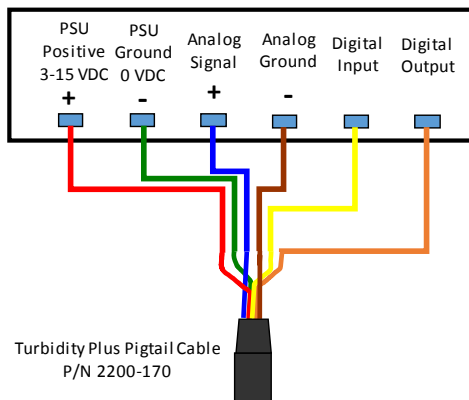 PSU
Positive
3-15 VDC
+
PSU
Ground
0 VDC
-
Analog
Signal
+
Analog
Ground
-
Digital
Input
Digital
Output
Turbidity Plus Pigtail Cable
P/N 2200-170